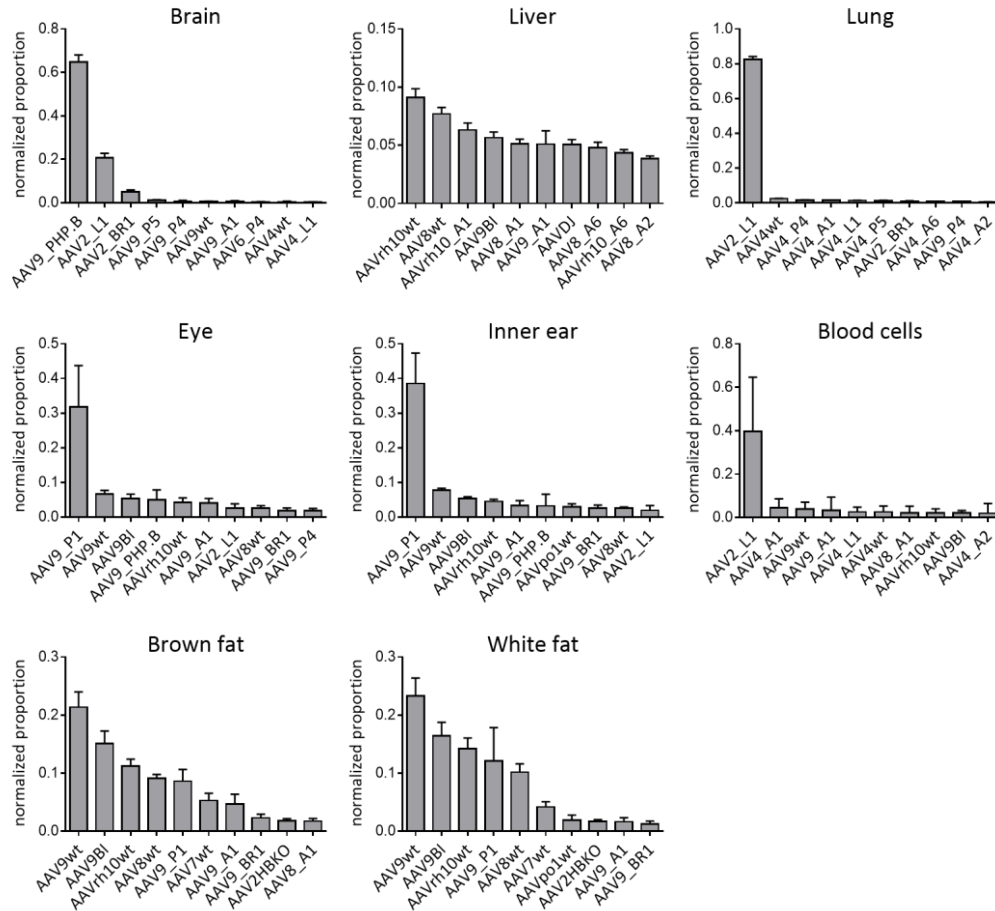 Brain
normalized proportion
0.8
0.6
0.4
0.2
0.0
AAV9_PHP.B
AAV2_L1
AAV2_BR1
AAV9_P5
AAV9_P4
AAV9wt
AAV9_A1
AAV6_P4
AAV4wt
AAV4_L1
Liver
normalized proportion
0.15
0.10
0.05
0.00
AAVrh10wt
AAV8wt
AAVrh10_A1
AAV9BI
AAV8_A1
AAV9_A1
AAVDJ
AAV8_A6
AAVrh10_A6
AAV8_A2
Lung
normalized proportion
1.0
0.8
0.6
0.4
0.2
0.0
AAV2_L1
AAV4wt
AAV4_P4
AAV4_A1
AAV4_L1
AAV4_P5
AAV2_BR1
AAV4_A6
AAV9_P4
AAV4_A2
Eye
normalized proportion
0.5
0.4
0.3
0.2
0.1
0.0
AAV9_P1
AAV9wt
AAV9BI
AAV9_PHP.B
AAVrh10wt
AAV9_A1
AAV2_L1
AAV8wt
AAV9_BR1
AAV9_P4
Inner ear
normalized proportion
0.5
0.4
0.3
0.2
0.1
0.0
AAV9_P1
AAV9wt
AAV9BI
AAVrh10wt
AAV9_A1
AAV9_PHP.B
AAVpo1wt
AAV9_BR1
AAV8wt
AAV2_L1
Blood cells
normalized proportion
0.8
0.6
0.4
0.2
0.0
AAV2_L1
AAV4_A1
AAV9wt
AAV9_A1
AAV4_L1
AAV4wt
AAV8_A1
AAVrh10wt
AAV9BI
AAV4_A2
Brown fat
normalized proportion
0.3
0.2
0.1
0.0
AAV9wt
AAV9BI
AAVrh10wt
AAV8wt
AAV9_P1
AAV7wt
AAV9_A1
AAV9_BR1
AAV2HBKO
AAV8_A1
White fat
normalized proportion
0.3
0.2
0.1
0.0
AAV9wt
AAV9BI
AAVrh10wt
AAV9_P1
AAV8wt
AAV7wt
AAVpo1wt
AAV2HBKO
AAV9_A1
AAV9_BR1